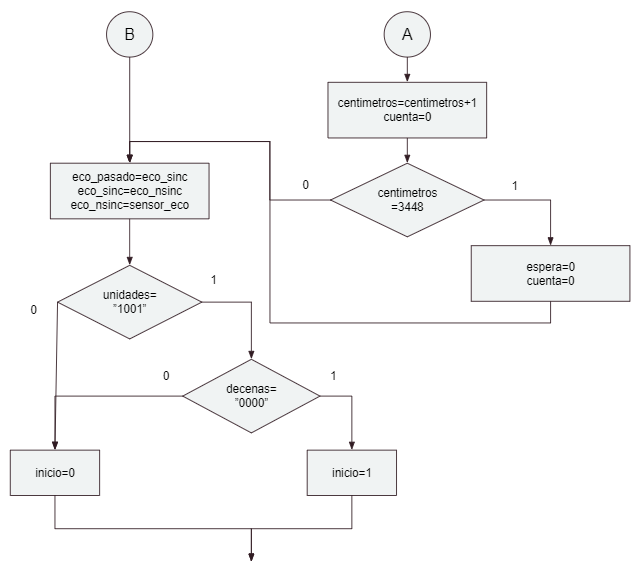 B
A
centimetros=centimetros+1
cuenta=0
eco_pasado=eco_sinc
eco_sinc=eco_nsinc
eco_nsinc=sensor_eco
0
centimetros
=3448
1
espera=0
cuenta=0
0
unidades=
”1001”
1
0
decenas=
”0000”
1
inicio=0
inicio=1